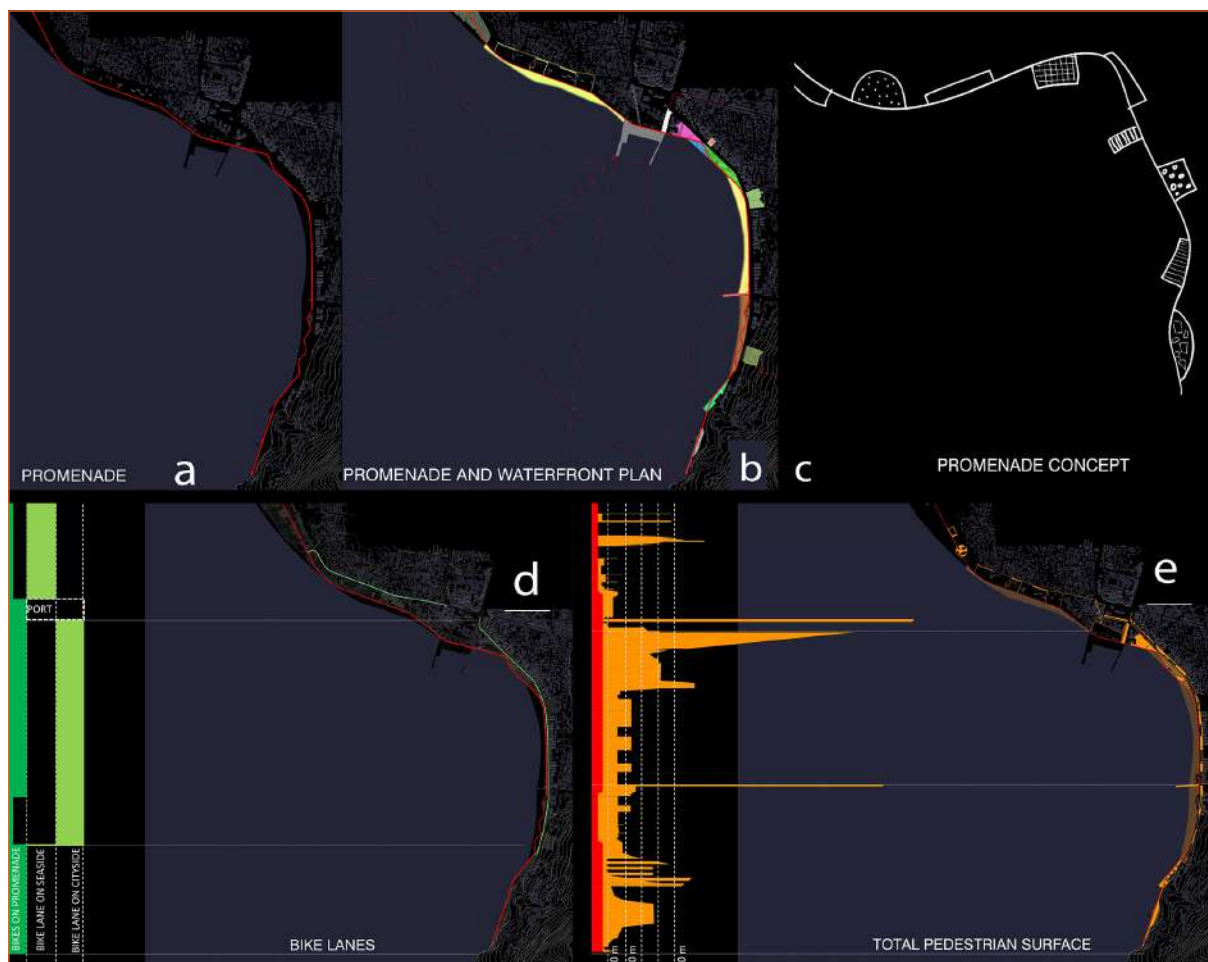 PROMENADE
a
PROMENADE AND WATERFRONT PLAN
b
c
PROMENADE CONCEPT
d
PORT
BIKES ON PROMENADE
BIKE LANE ON SEASIDE
BIKE LANE ON CITYSIDE
BIKE LANES
e
TOTAL PEDESTRIAN SURFACE